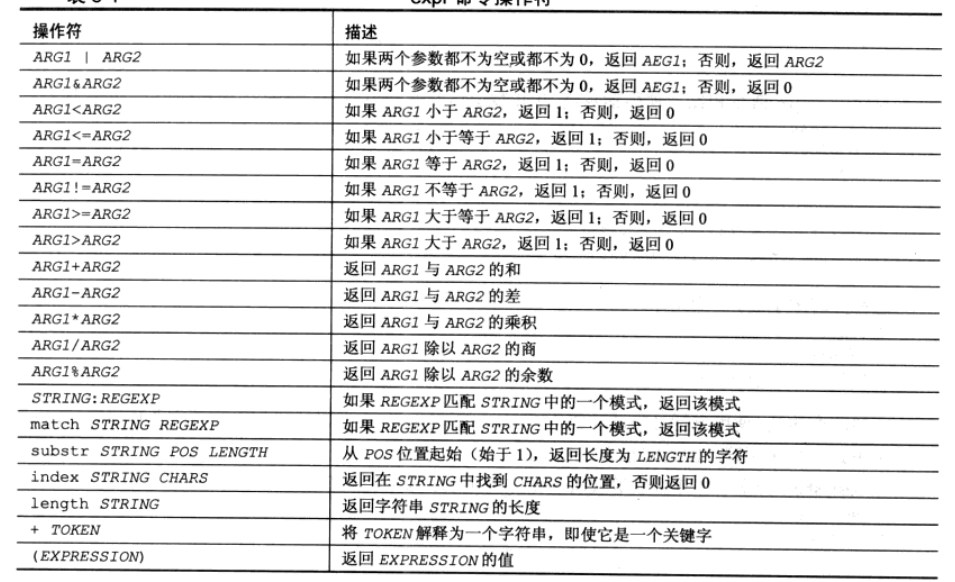 expr 命令操作符
操作符 描述
ARG1 | ARG2 如果两个参数都不为空或都不为 0，返回 AEG1；否则，返回 ARG2
ARG1&ARG2 如果两个参数都不为空或都不为 0，返回 AEG1；否则，返回 0
ARG1<ARG2 如果 ARG1 小于 ARG2，返回 1；否则，返回 0
ARG1<=ARG2 如果 ARG1 小于等于 ARG2，返回 1；否则，返回 0
ARG1=ARG2 如果 ARG1 等于 ARG2，返回 1；否则，返回 0
ARG1!=ARG2 如果 ARG1 不等于 ARG2，返回 1；否则，返回 0
ARG1>=ARG2 如果 ARG1 大于等于 ARG2，返回 1；否则，返回 0
ARG1>ARG2 如果 ARG1 大于 ARG2，返回 1；否则，返回 0
ARG1+ARG2 返回 ARG1 与 ARG2 的和
ARG1-ARG2 返回 ARG1 与 ARG2 的差
ARG1*ARG2 返回 ARG1 与 ARG2 的乘积
ARG1/ARG2 返回 ARG1 除以 ARG2 的商
ARG1%ARG2 返回 ARG1 除以 ARG2 的余数
STRING:REGEXP 如果 REGEXP 匹配 STRING 中的一个模式，返回该模式
match STRING REGEXP 如果 REGEXP 匹配 STRING 中的一个模式，返回该模式
substr STRING POS LENGTH 从 POS 位置起始（始于 1），返回长度为 LENGTH 的字符
index STRING CHARS 返回在 STRING 中找到 CHARS 的位置，否则返回 0
length STRING 返回字符串 STRING 的长度
+ TOKEN 将 TOKEN 解释为一个字符串，即使它是一个关键字
(EXPRESSION) 返回 EXPRESSION 的值